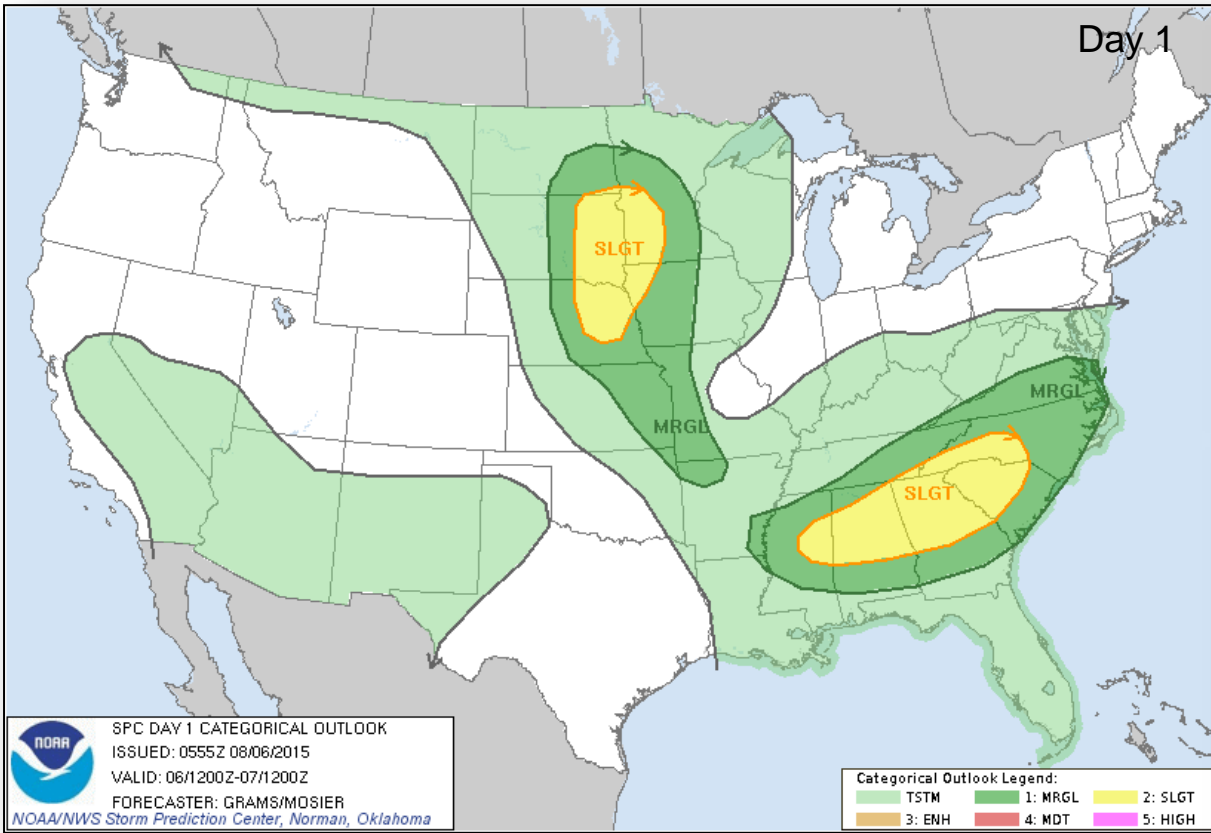 Day 1
SLGT
MRGL
MRGL
SLGT
NOAA
SPC DAY 1 CATEGORICAL OUTLOOK
ISSUED: 0555Z 08/06/2015
VALID: 06/1200Z-07/1200Z
FORECASTER: GRAMS/MOSIER
NOAA/NWS Storm Prediction Center, Norman, Oklahoma
Categorical Outlook Legend:
TSTM 1: MRGL 2: SLGT
3: ENH 4: MDT 5: HIGH